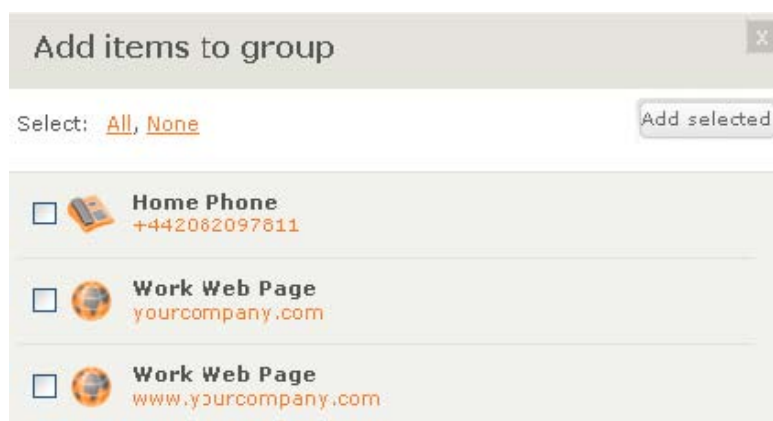 Add items to group
x
Select: All, None
Add selected
Home Phone
+442082097811
Work Web Page
yourcompany.com
Work Web Page
www.yourcompany.com